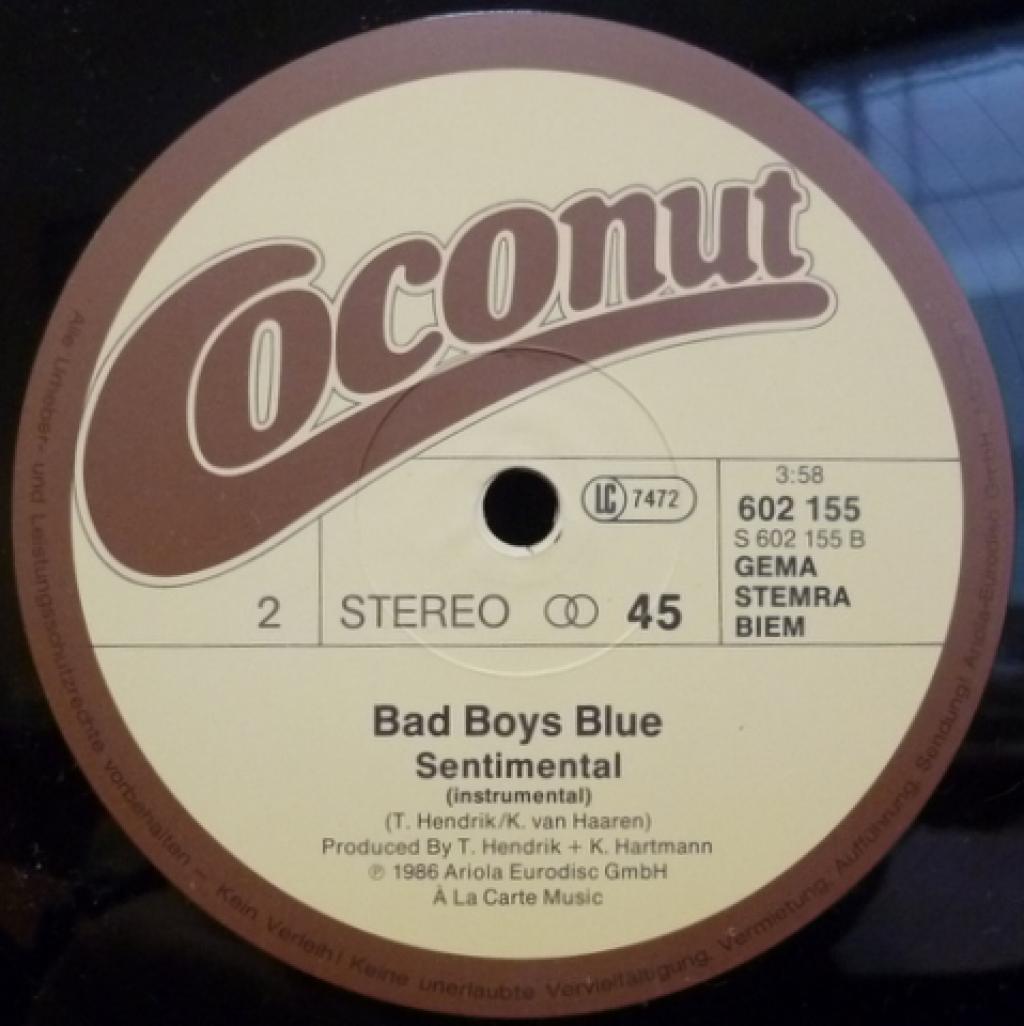 Coconut
LC 7472
3:58
602 155
S 602 155 B
GEMA
STEMRA
BIEM
2
STEREO
45
Bad Boys Blue
Sentimental
(instrumental)
(T. Hendrik/K. van Haaren)
Produced By T. Hendrik + K. Hartmann
℗ 1986 Ariola Eurodisc GmbH
À La Carte Music
Alle Urheber- und Leistungsschutzrechte vorbehalten – Kein Verleih! Keine unerlaubte Vervielfältigung, Vermietung, Aufführung, Sendung! Ariola-Eurodisc GmbH